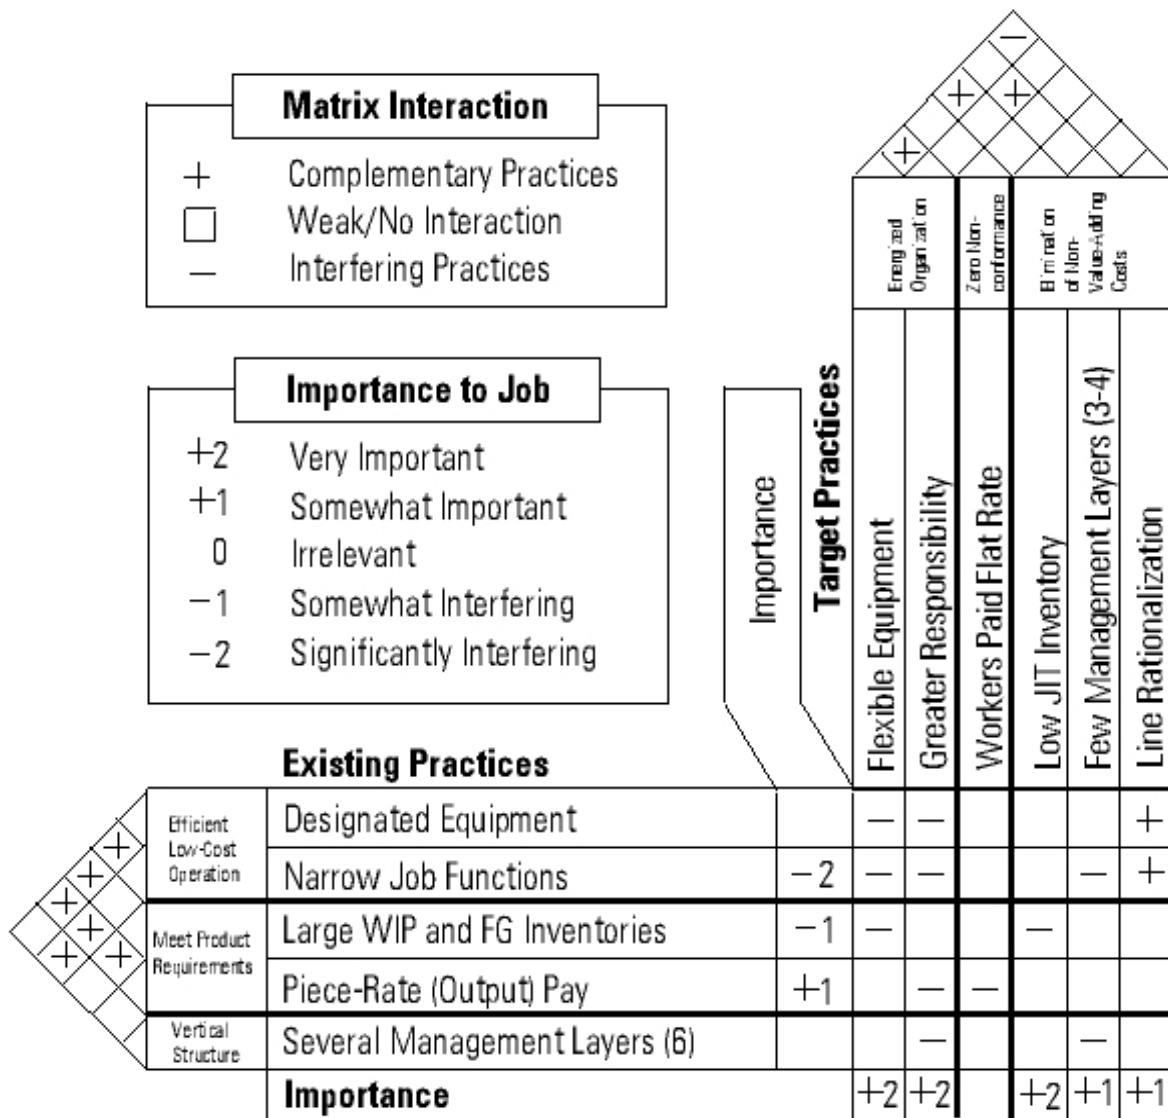 Matrix Interaction
+ Complementary Practices
□ Weak/No Interaction
− Interfering Practices
Importance to Job
+2 Very Important
+1 Somewhat Important
0 Irrelevant
−1 Somewhat Interfering
−2 Significantly Interfering
−
+ +
+
Energized
Organization
Zero Non-
conformance
Elimination
of Non-
Value-Adding
Costs
Importance
Target Practices
Flexible Equipment
Greater Responsibility
Workers Paid Flat Rate
Low JIT Inventory
Few Management Layers (3-4)
Line Rationalization
Existing Practices
Efficient
Low-Cost
Operation
Designated Equipment − − +
Narrow Job Functions −2 − − − +
Meet Product
Requirements
Large WIP and FG Inventories −1 − −
Piece-Rate (Output) Pay +1 − −
Vertical
Structure
Several Management Layers (6) − −
+
+
+
+
+ +
Importance +2 +2 +2 +1 +1